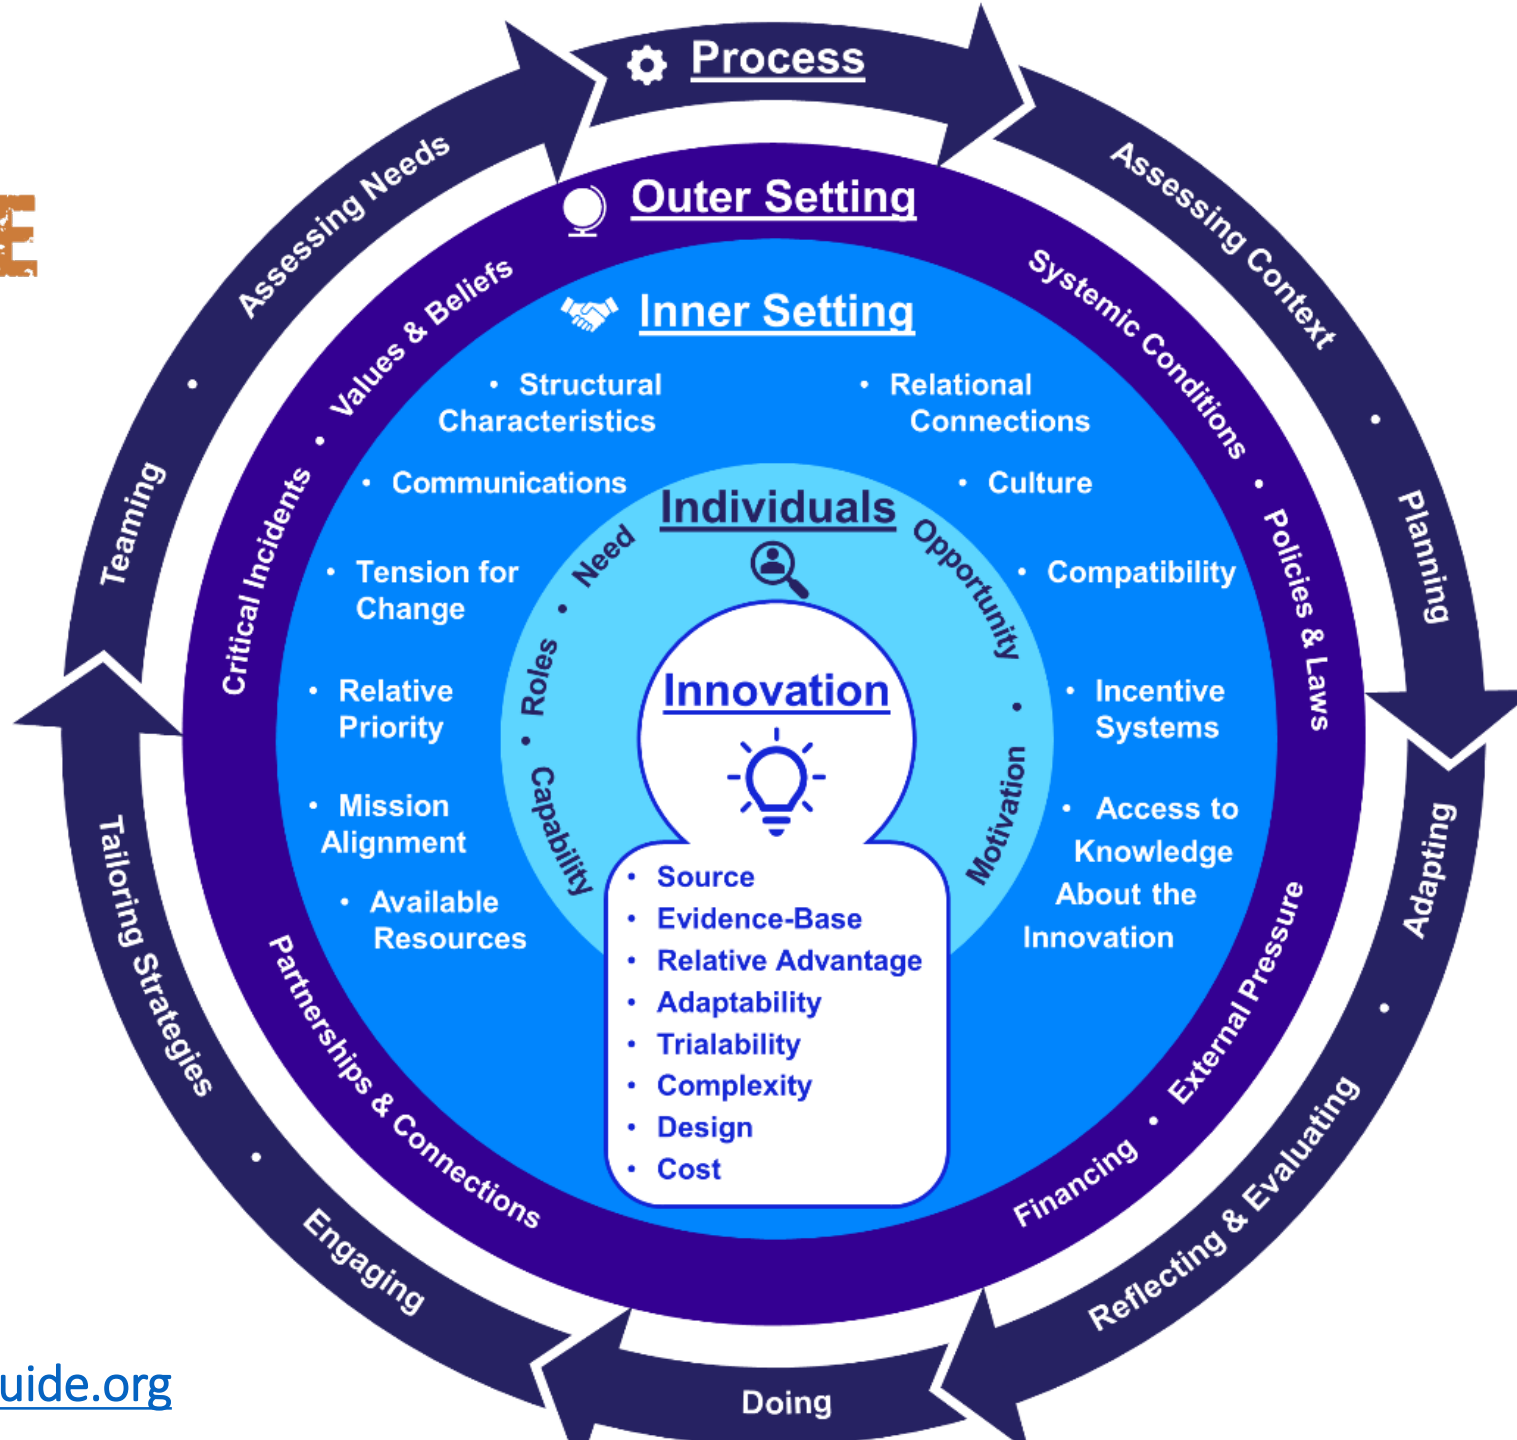 Process
Assessing Needs
Assessing Context
E
Outer Setting
Values & Beliefs
Systemic Conditions
Inner Setting
• Structural
Characteristics
• Relational
Connections
• Communications
• Culture
Individuals
Need
Opportunity
• Tension for
Change
• Compatibility
Teaming
Critical Incidents
Policies & Laws
Planning
Roles
• Relative
Priority
Innovation
• Incentive
Systems
Capability
Motivation
• Mission
Alignment
• Access to
Knowledge
About the
Innovation
• Available
Resources
• Source
• Evidence-Base
• Relative Advantage
• Adaptability
• Trialability
• Complexity
• Design
• Cost
Tailoring Strategies
Partnerships & Connections
External Pressure
Adapting
Financing
Reflecting & Evaluating
Engaging
Doing
uide.org